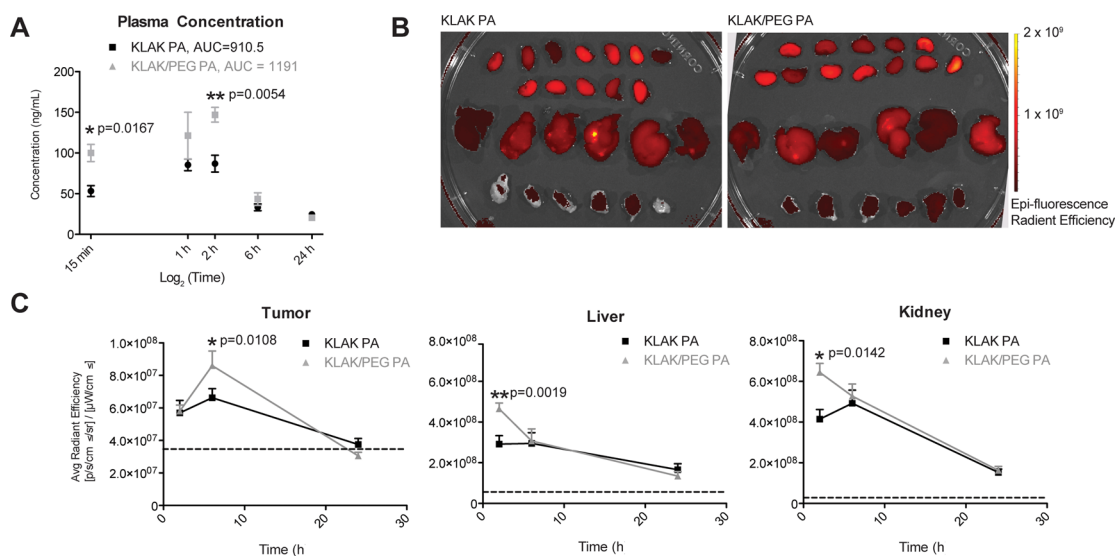 A
Plasma Concentration
KLAK PA, AUC=910.5
KLAK/PEG PA, AUC = 1191
200
150
100
50
0
Concentration (ng/mL)
* p=0.0167
** p=0.0054
15 min
1 h
2 h
6 h
24 h
Log2 (Time)
B
KLAK PA
KLAK/PEG PA
2 x 10⁹
1 x 10⁹
Epi-fluorescence
Radient Efficiency
C
Tumor
KLAK PA
KLAK/PEG PA
* p=0.0108
1.0×10⁰⁸
8.0×10⁰⁷
6.0×10⁰⁷
4.0×10⁰⁷
2.0×10⁰⁷
0
Avg Radiant Efficiency
[p/s/cm ≤/sr] / [µW/cm ≤]
0
10
20
30
Time (h
Liver
KLAK PA
KLAK/PEG PA
** p=0.0019
8.0×10⁰⁸
6.0×10⁰⁸
4.0×10⁰⁸
2.0×10⁰⁸
0
0
10
20
30
Time (h
Kidney
KLAK PA
KLAK/PEG PA
* p=0.0142
8.0×10⁰⁸
6.0×10⁰⁸
4.0×10⁰⁸
2.0×10⁰⁸
0
0
10
20
30
Time (h